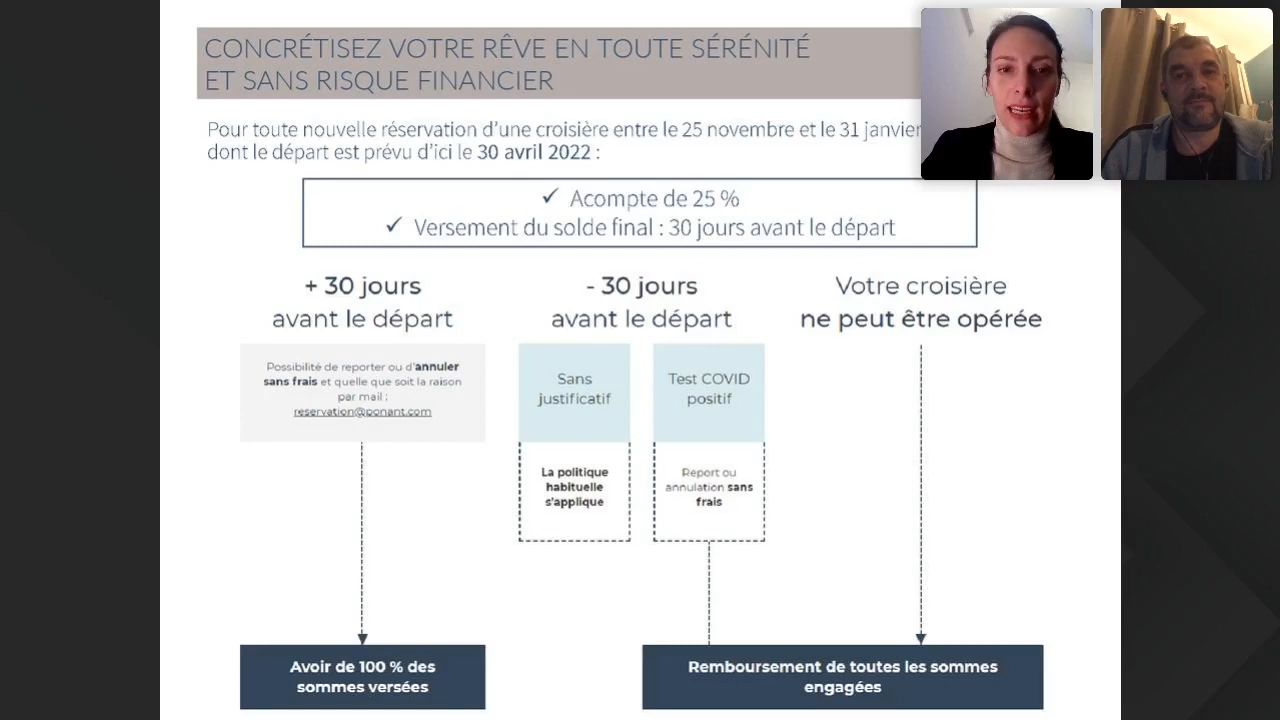 CONCRÉTISEZ VOTRE RÊVE EN TOUTE SÉRÉNITÉ
ET SANS RISQUE FINANCIER
Pour toute nouvelle réservation d'une croisière entre le 25 novembre et le 31 janvier
dont le départ est prévu d'ici le 30 avril 2022 :
✓ Acompte de 25 %
✓ Versement du solde final : 30 jours avant le départ
+ 30 jours
avant le départ
Possibilité de reporter ou d'annuler
sans frais et quelle que soit la raison
par mail :
reservation@ponant.com
Avoir de 100 % des
sommes versées
- 30 jours
avant le départ
Sans
justificatif
La politique
habituelle
s'applique
Test COVID
positif
Report ou
annulation sans
frais
Votre croisière
ne peut être opérée
Remboursement de toutes les sommes
engagées